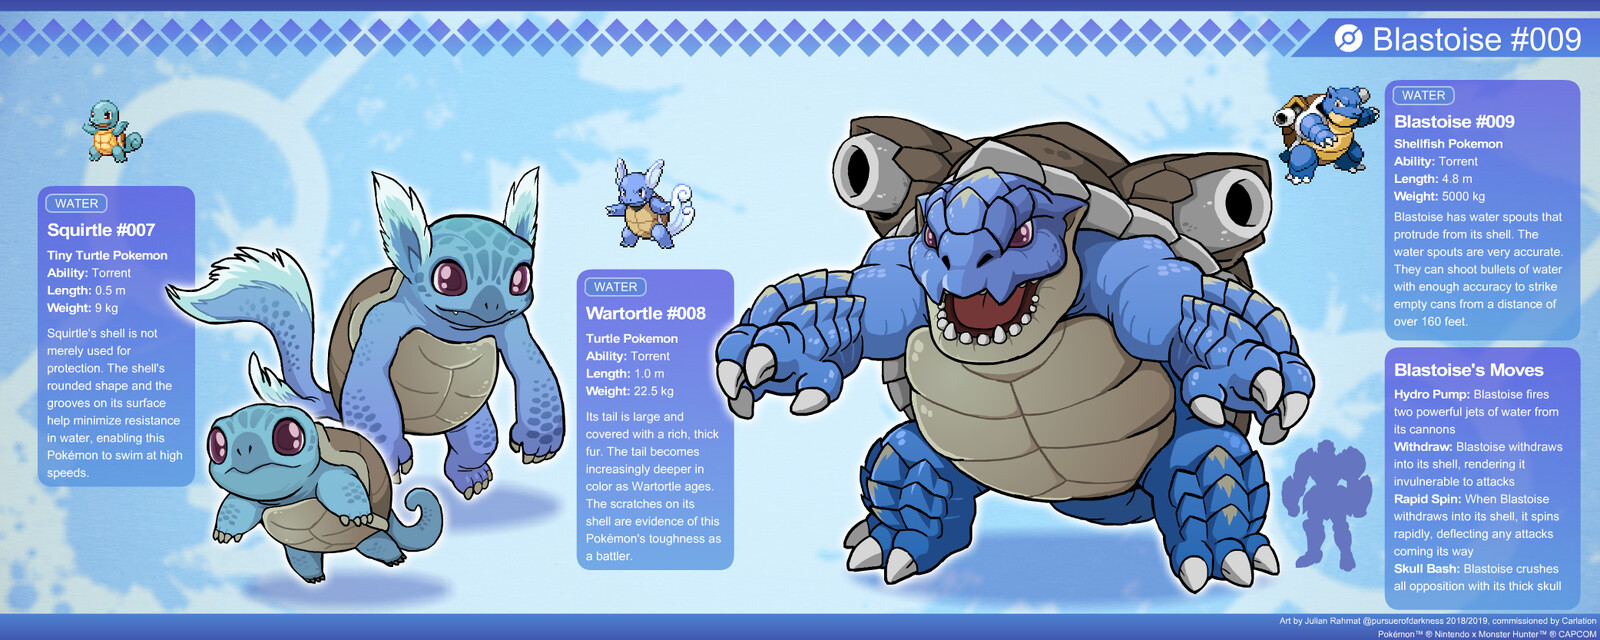 Blastoise #009
WATER
Squirtle #007
Tiny Turtle Pokemon
Ability: Torrent
Length: 0.5 m
Weight: 9 kg
Squirtle's shell is not
merely used for
protection. The shell's
rounded shape and the
grooves on its surface
help minimize resistance
in water, enabling this
Pokémon to swim at high
speeds.
WATER
Wartortle #008
Turtle Pokemon
Ability: Torrent
Length: 1.0 m
Weight: 22.5 kg
Its tail is large and
covered with a rich, thick
fur. The tail becomes
increasingly deeper in
color as Wartortle ages.
The scratches on its
shell are evidence of this
Pokémon's toughness as
a battler.
WATER
Blastoise #009
Shellfish Pokemon
Ability: Torrent
Length: 4.8 m
Weight: 5000 kg
Blastoise has water spouts that
protrude from its shell. The
water spouts are very accurate.
They can shoot bullets of water
with enough accuracy to strike
empty cans from a distance of
over 160 feet.
Blastoise's Moves
Hydro Pump: Blastoise fires
two powerful jets of water from
its cannons
Withdraw: Blastoise withdraws
into its shell, rendering it
invulnerable to attacks
Rapid Spin: When Blastoise
withdraws into its shell, it spins
rapidly, deflecting any attacks
coming its way
Skull Bash: Blastoise crushes
all opposition with its thick skull
Art by Julian Rahmat @pursuerofdarkness 2018/2019, commissioned by Carlation
Pokémon™ ® Nintendo x Monster Hunter™ ® CAPCOM